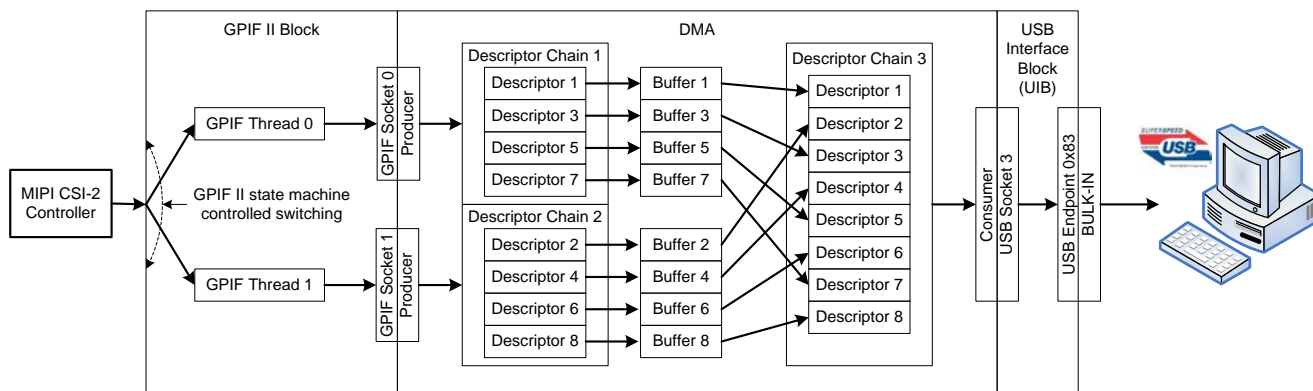 GPIF II Block
DMA
USB
Interface
Block
(UIB)
MIPI CSI-2
Controller
GPIF Thread 0
GPIF II state machine
controlled switching
GPIF Thread 1
GPIF Socket 0
Producer
GPIF Socket 1
Producer
Descriptor Chain 1
Descriptor 1
Descriptor 3
Descriptor 5
Descriptor 7
Descriptor Chain 2
Descriptor 2
Descriptor 4
Descriptor 6
Descriptor 8
Buffer 1
Buffer 3
Buffer 5
Buffer 7
Buffer 2
Buffer 4
Buffer 6
Buffer 8
Descriptor Chain 3
Descriptor 1
Descriptor 2
Descriptor 3
Descriptor 4
Descriptor 5
Descriptor 6
Descriptor 7
Descriptor 8
Consumer
USB Socket 3
USB Endpoint 0x83
BULK-IN
SUPERSPEED
USB